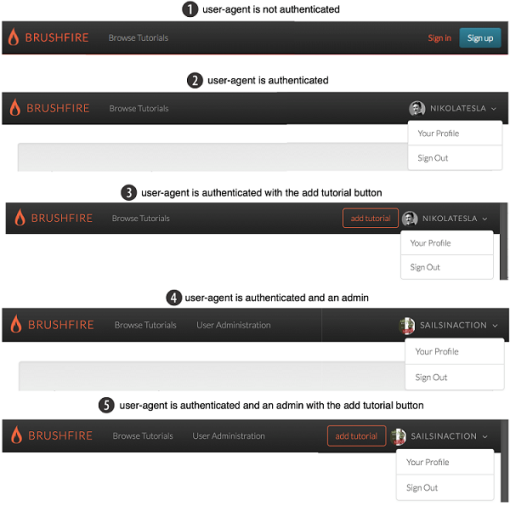 1 user-agent is not authenticated
BRUSHFIRE Browse Tutorials Sign in Sign up
2 user-agent is authenticated
BRUSHFIRE Browse Tutorials NIKOLATESLA
Your Profile
Sign Out
3 user-agent is authenticated with the add tutorial button
BRUSHFIRE Browse Tutorials add tutorial NIKOLATESLA
Your Profile
Sign Out
4 user-agent is authenticated and an admin
BRUSHFIRE Browse Tutorials User Administration SAILSINACTION
Your Profile
Sign Out
5 user-agent is authenticated and an admin with the add tutorial button
BRUSHFIRE Browse Tutorials User Administration add tutorial SAILSINACTION
Your Profile
Sign Out